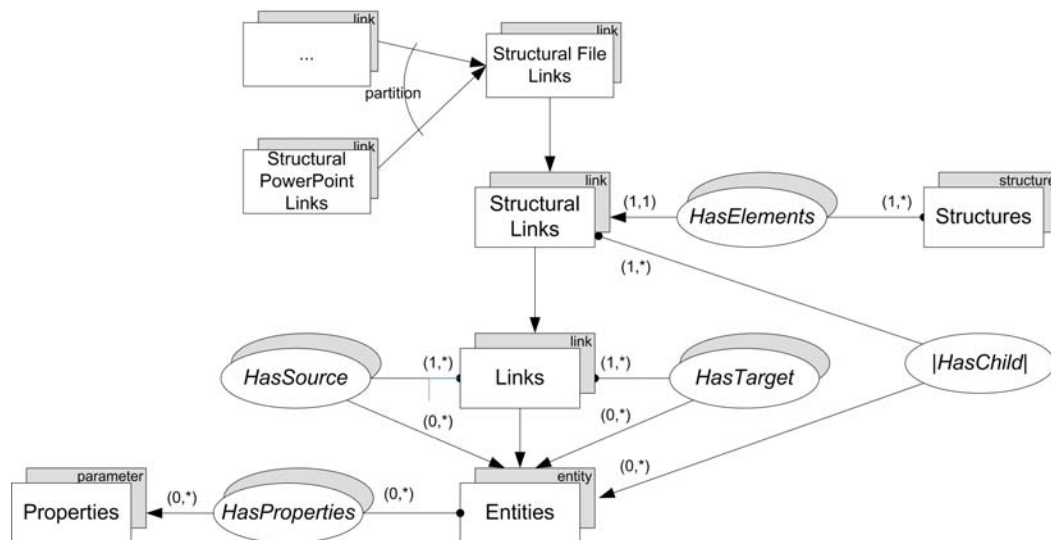 link
...
link
Structural File
Links
partition
link
Structural
PowerPoint
Links
link
Structural
Links
(1,1)
HasElements
(1,*)
structure
Structures
(1,*)
HasSource
(1,*)
link
Links
(1,*)
HasTarget
|HasChild|
(0,*)
(0,*)
(0,*)
parameter
Properties
(0,*)
HasProperties
(0,*)
entity
Entities